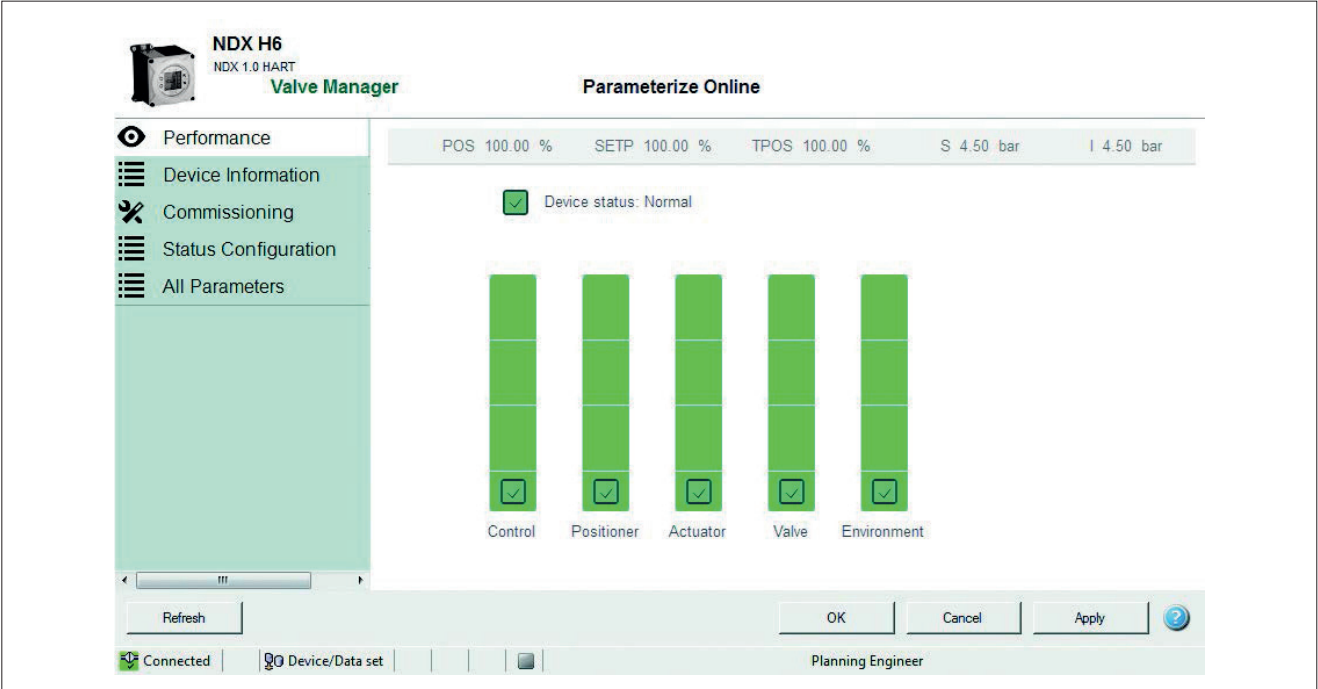 NDX H6
NDX 1.0 HART
Valve Manager
Parameterize Online
Performance
Device Information
Commissioning
Status Configuration
All Parameters
POS 100.00 % SETP 100.00 % TPOS 100.00 % S 4.50 bar I 4.50 bar
Device status: Normal
Control Positioner Actuator Valve Environment
Refresh OK Cancel Apply ?
Connected Device/Data set Planning Engineer